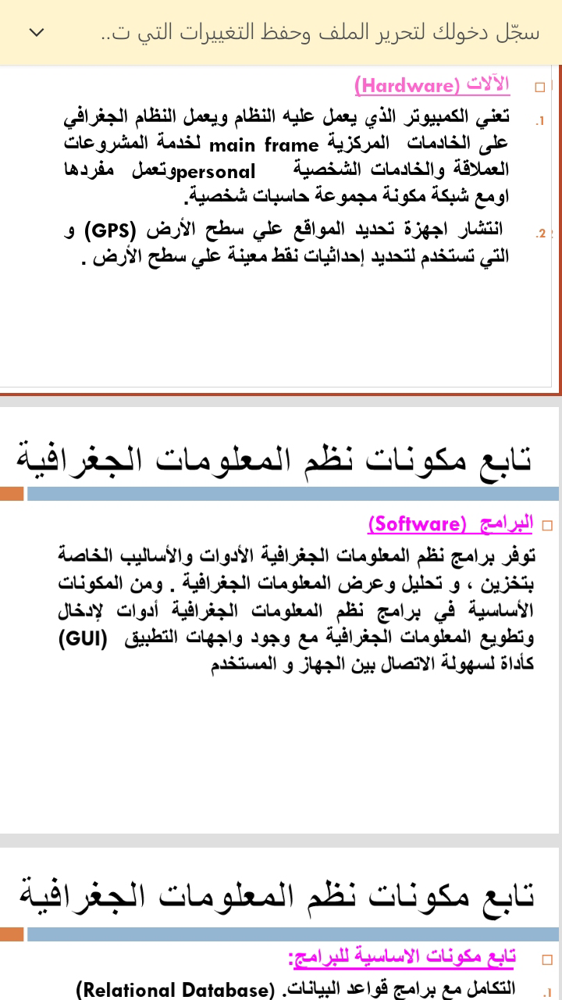 سجّل دخولك لتحرير الملف وحفظ التغييرات التي ت..
الآلات (Hardware)
1. تعني الكمبيوتر الذي يعمل عليه النظام ويعمل النظام الجغرافي
على الخادمات المركزية main frame لخدمة المشروعات
العملاقة والخادمات الشخصية personalوتعمل مفردها
اومع شبكة مكونة مجموعة حاسبات شخصية.
2. انتشار اجهزة تحديد المواقع علي سطح الأرض (GPS) و
التي تستخدم لتحديد إحداثيات نقط معينة علي سطح الأرض .
تابع مكونات نظم المعلومات الجغرافية
البرامج (Software)
توفر برامج نظم المعلومات الجغرافية الأدوات والأساليب الخاصة
بتخزين ، و تحليل وعرض المعلومات الجغرافية . ومن المكونات
الأساسية في برامج نظم المعلومات الجغرافية أدوات لإدخال
وتطويع المعلومات الجغرافية مع وجود واجهات التطبيق (GUI)
كأداة لسهولة الاتصال بين الجهاز و المستخدم
تابع مكونات نظم المعلومات الجغرافية
تابع مكونات الاساسية للبرامج:
1. التكامل مع برامج قواعد البيانات. (Relational Database)